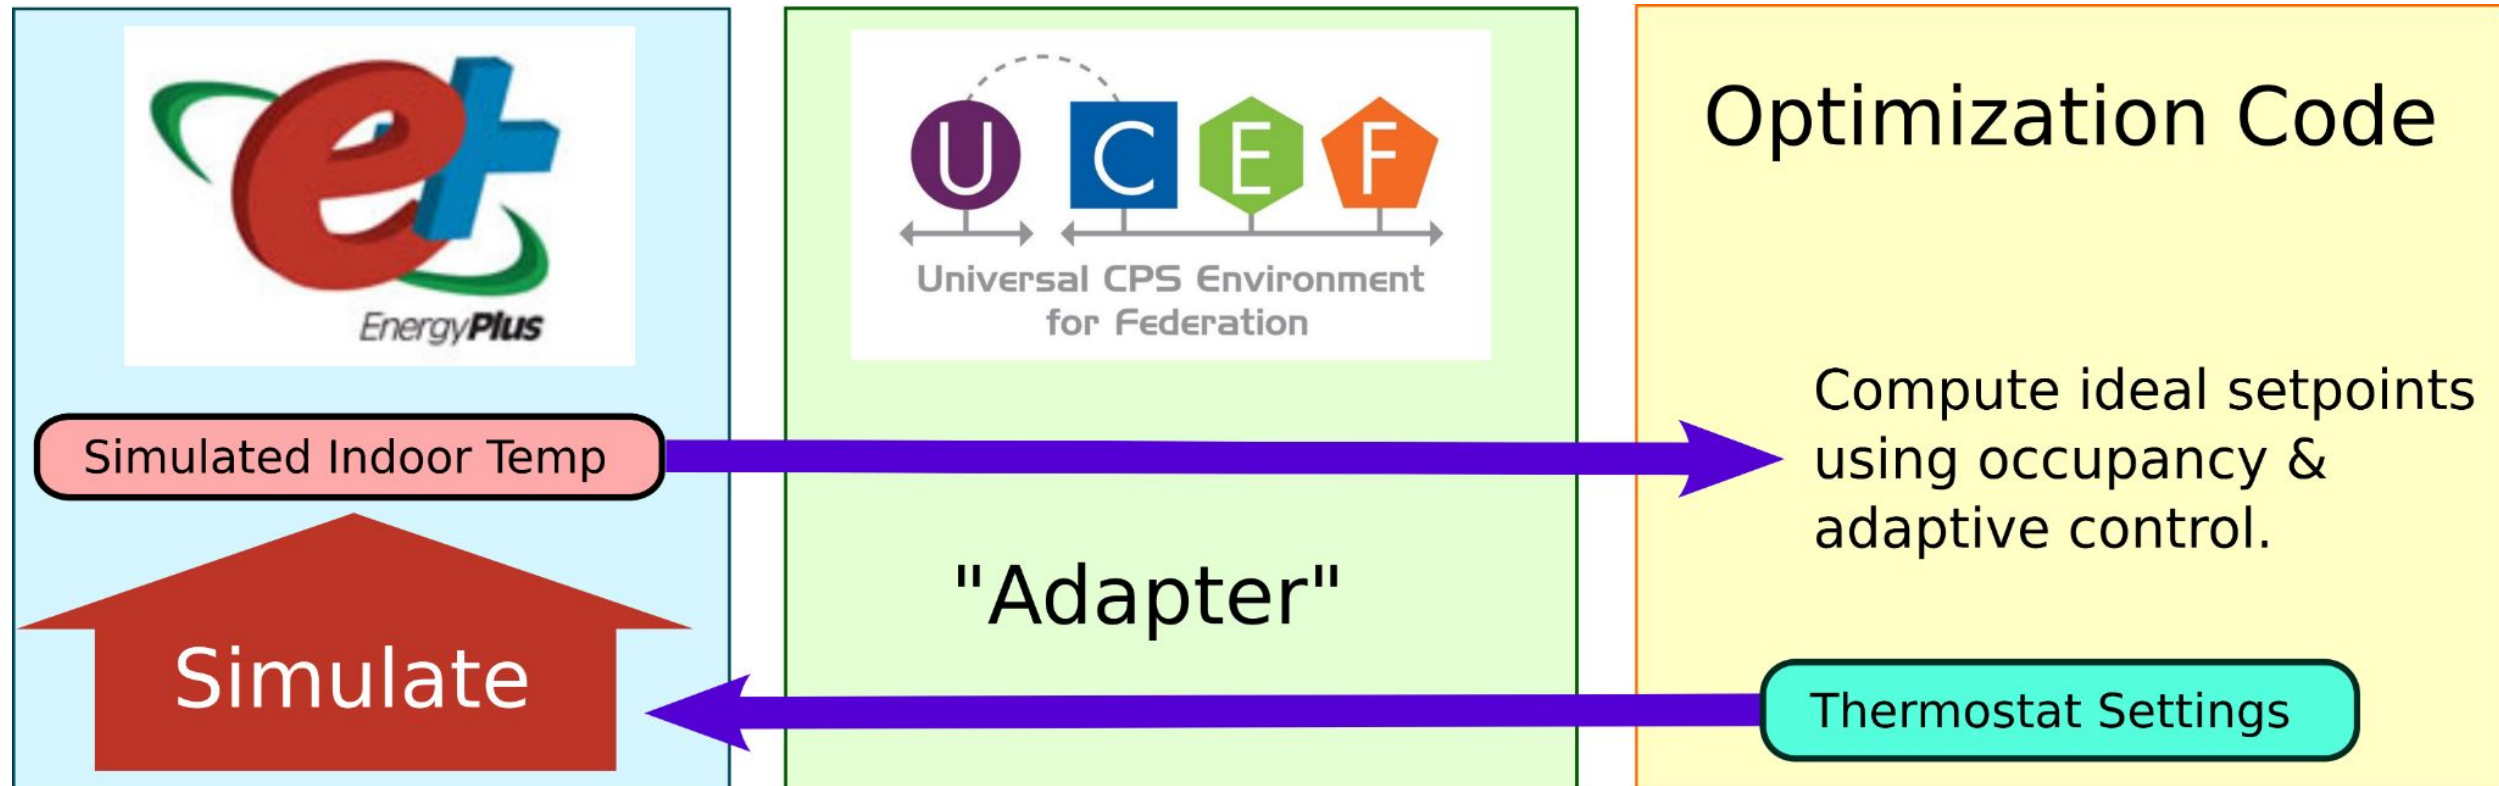 e+
EnergyPlus
Simulated Indoor Temp
Simulate
U C E F
Universal CPS Environment
for Federation
"Adapter"
Optimization Code
Compute ideal setpoints
using occupancy &
adaptive control.
Thermostat Settings